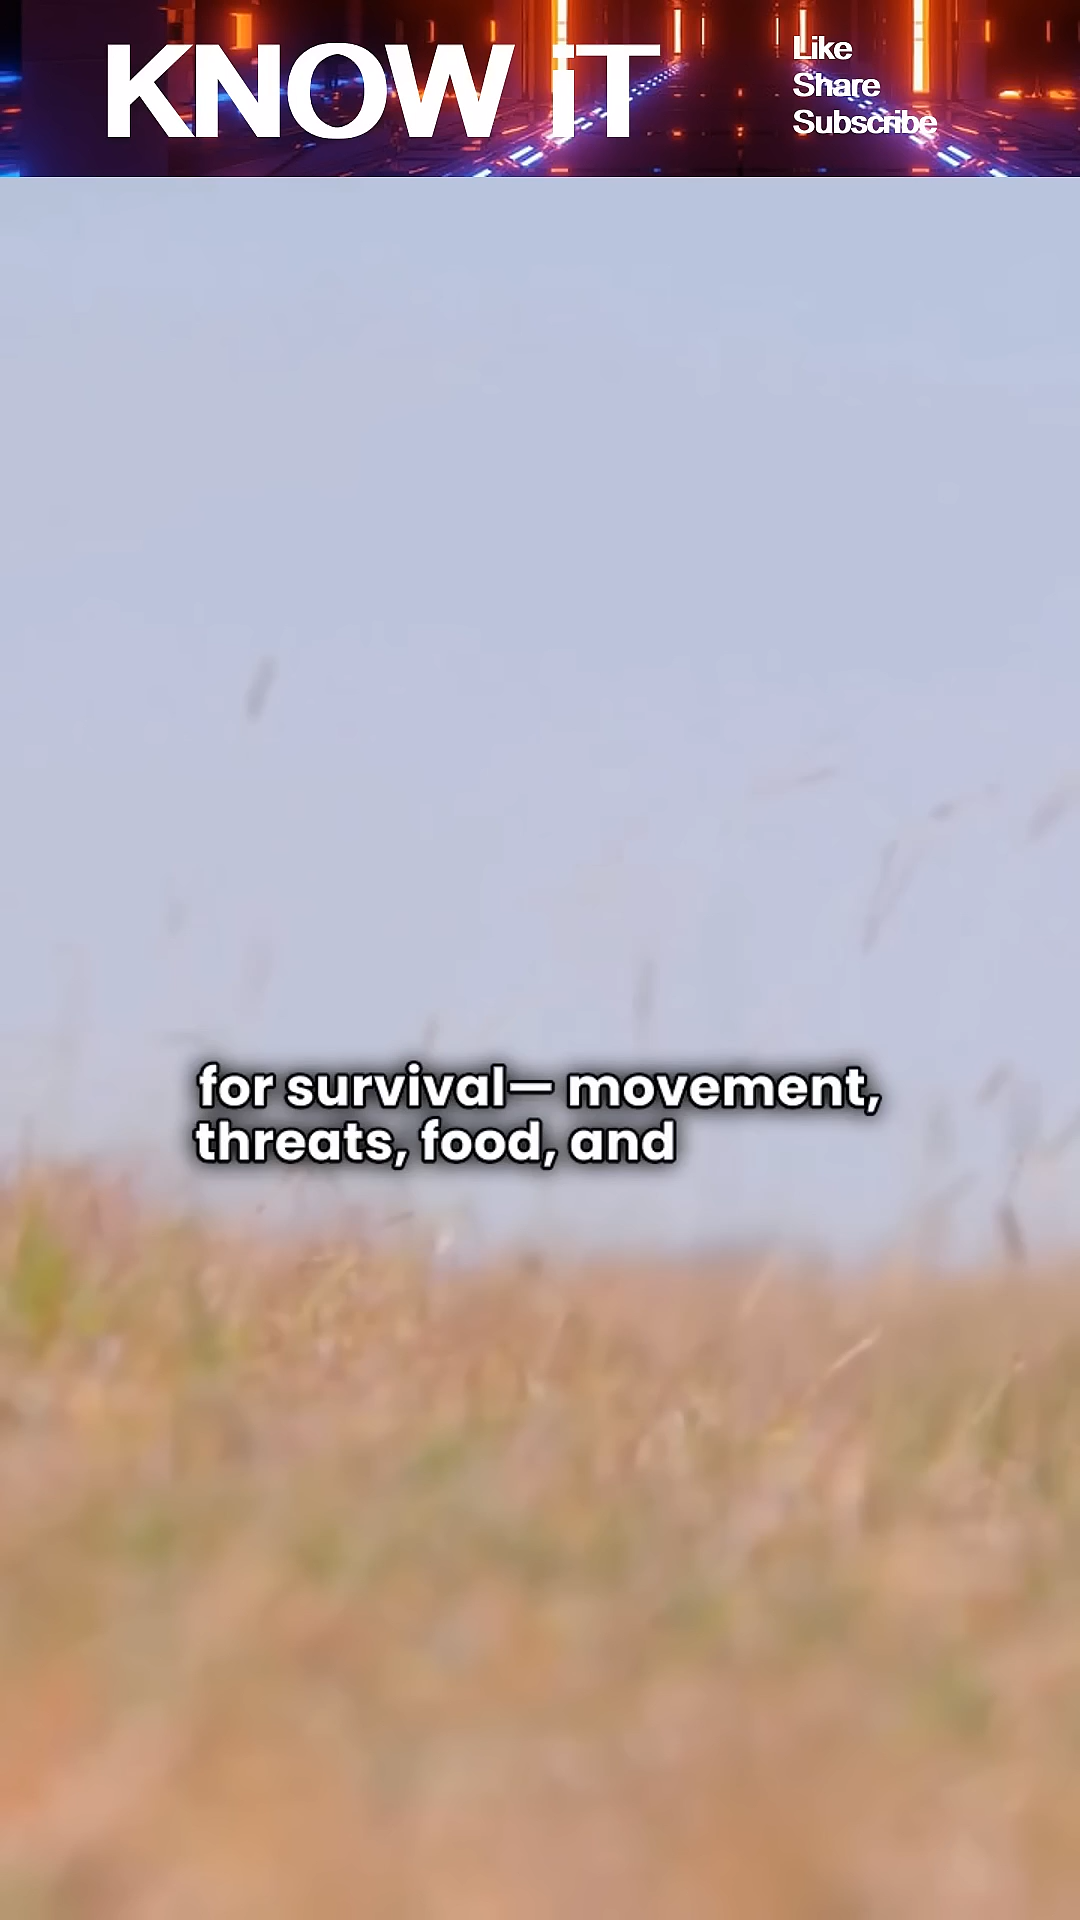 KNOW iT
Like
Share
Subscribe
for survival— movement,
threats, food, and